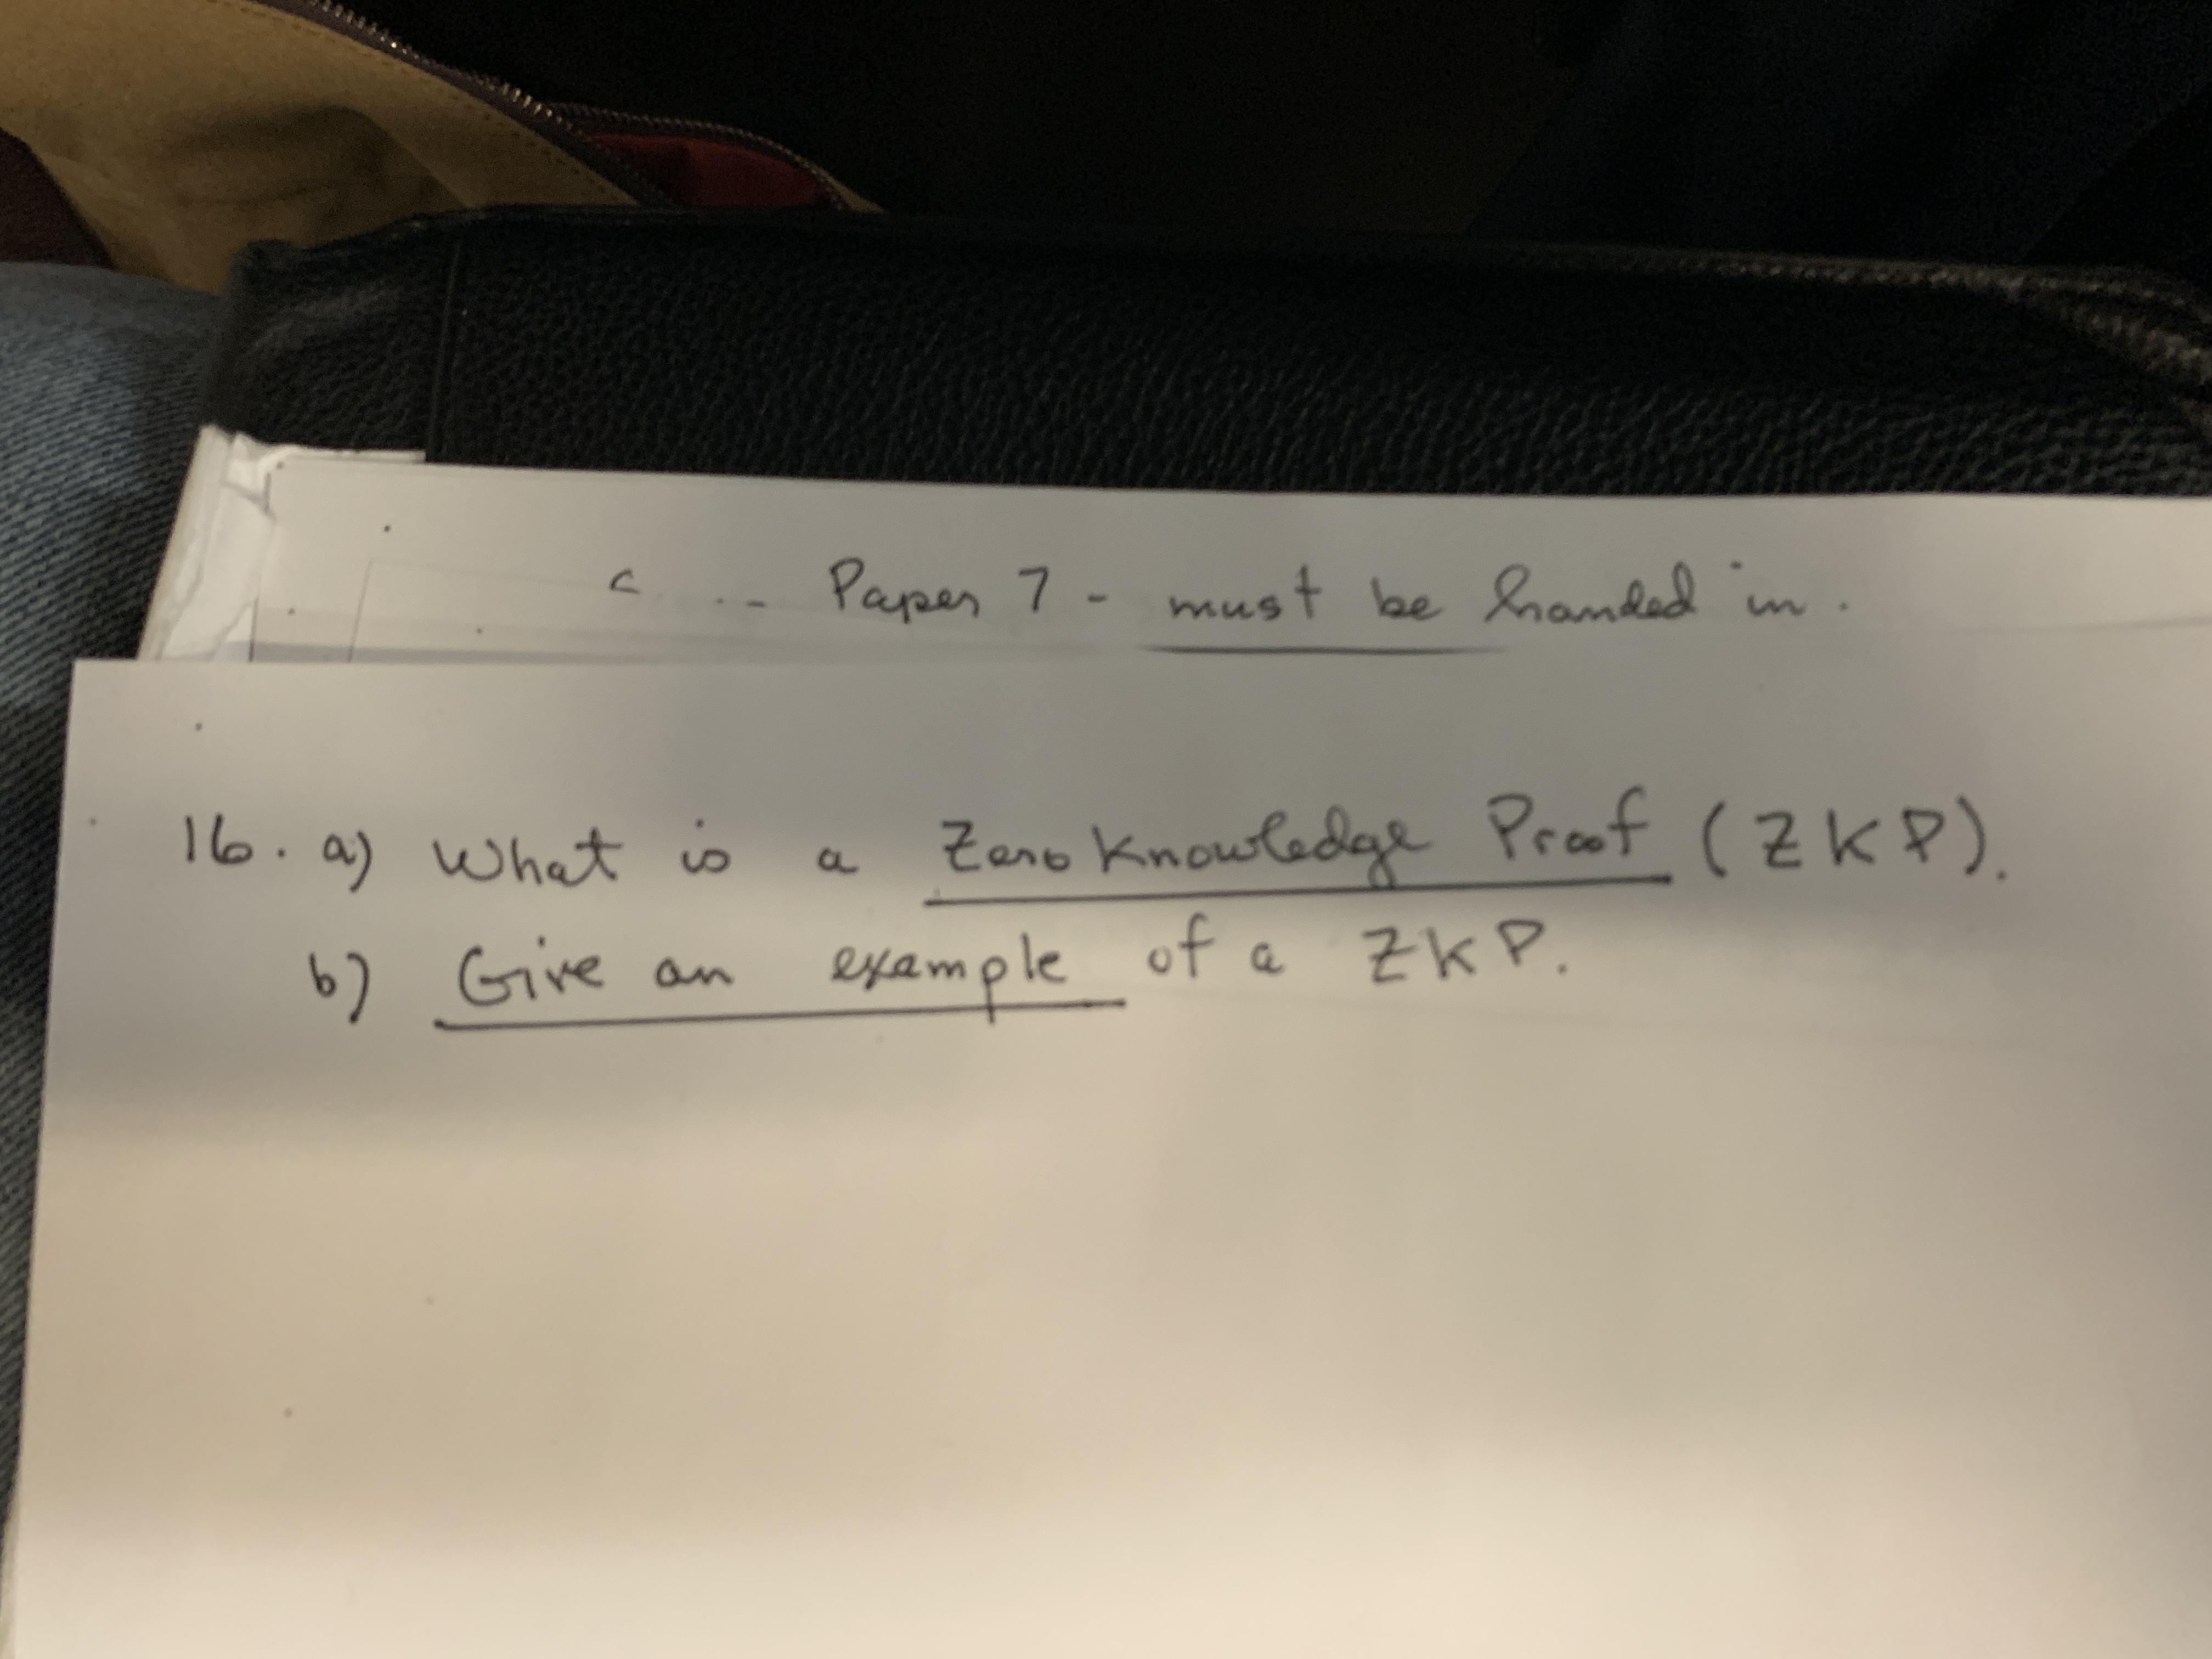 Paper 7 - must be handed in.
16. a) What is a Zero Knowledge Proof (ZKP).
b) Give an example of a ZKP.